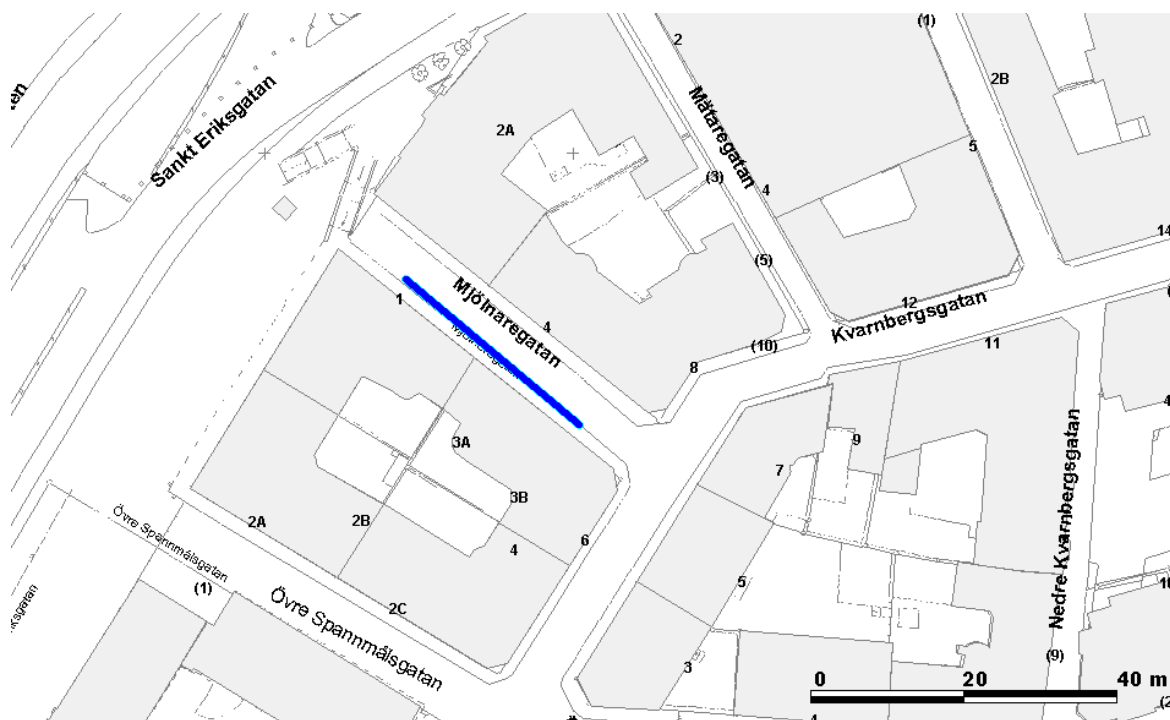 (1)
2
2B
ten
Sankt Eriksgatan
Mätaregatan
2A
5
(3)
4
14
(5)
1
Mjölnaregatan
4
12
Kvarnbergsgatan
(10)
8
11
4
9
3A
7
3B
2A
2B
6
4
Övre Spannmålsgatan
5
(1)
Övre Spannmålsgatan
2C
Nedre Kvarnbergsgatan
3
(9)
0 20 40 m